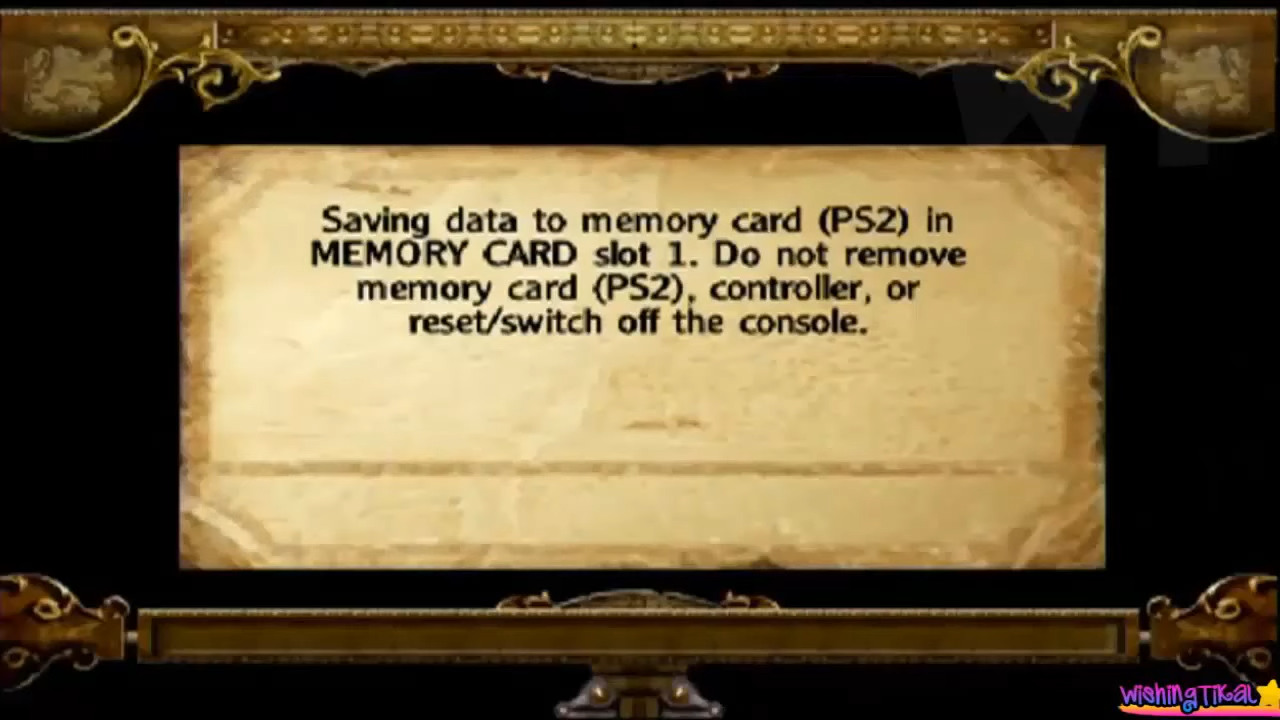 Saving data to memory card (PS2) in
MEMORY CARD slot 1. Do not remove
memory card (PS2), controller, or
reset/switch off the console.
WT
WishingTikal